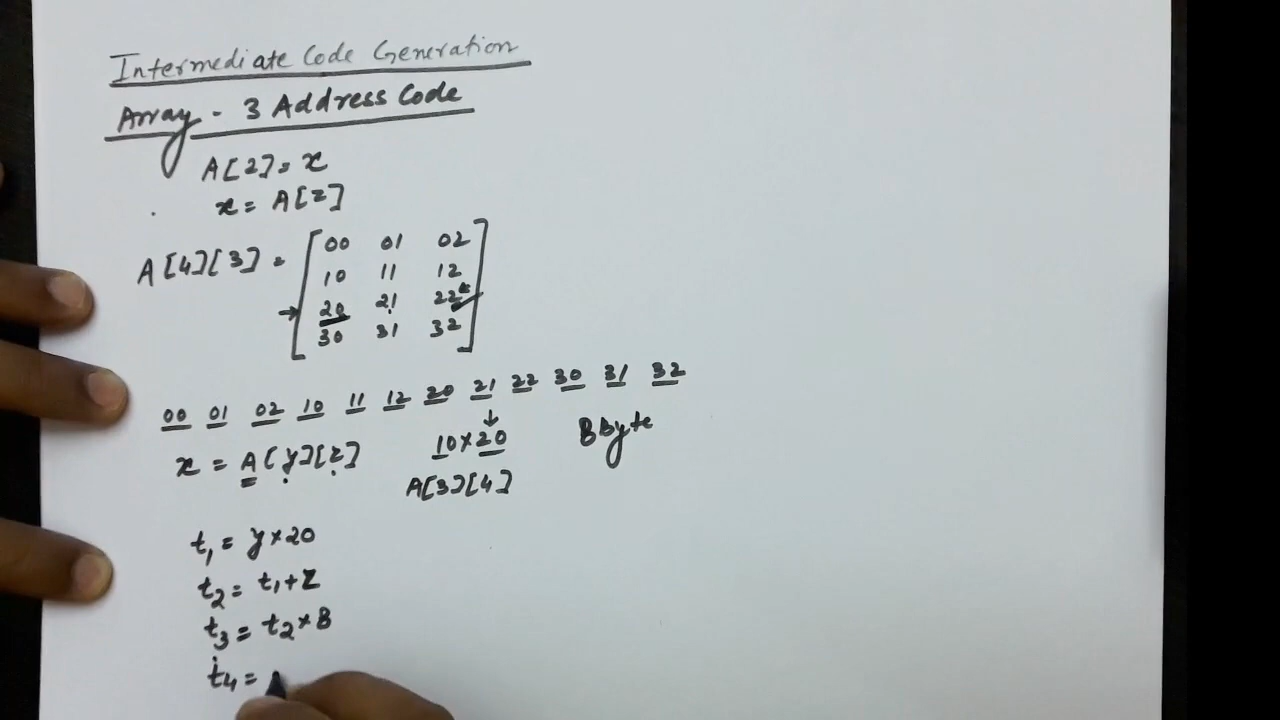 Intermediate Code Generation
Array - 3 Address Code
A[2] = x
x = A[z]
A[4][3] = [ 00 01 02
10 11 12
→ 20 21 22
30 31 32 ]
00 01 02 10 11 12 20 21 22 30 31 32
x = A[y][z] 10×20 8byte
A[3][4]
t1 = y×20
t2 = t1+z
t3 = t2×8
t4 =